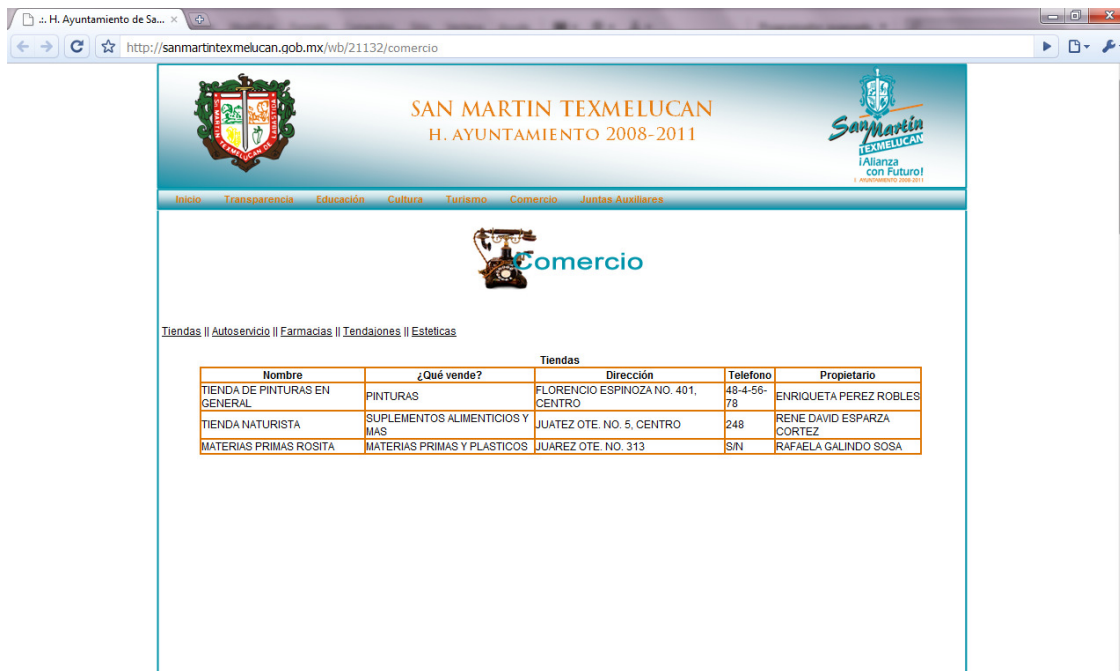 .:. H. Ayuntamiento de Sa...
http://sanmartintexmelucan.gob.mx/wb/21132/comercio
SAN MARTIN TEXMELUCAN
H. AYUNTAMIENTO 2008-2011
SanMartín
TEXMELUCAN
¡Alianza
con Futuro!
Inicio Transparencia Educación Cultura Turismo Comercio Juntas Auxiliares
Comercio
Tiendas || Autoservicio || Farmacias || Tendajones || Esteticas
Tiendas
Nombre ¿Qué vende? Dirección Telefono Propietario
TIENDA DE PINTURAS EN
GENERAL
PINTURAS
FLORENCIO ESPINOZA NO. 401,
CENTRO
48-4-56-
78
ENRIQUETA PEREZ ROBLES
TIENDA NATURISTA
SUPLEMENTOS ALIMENTICIOS Y
MAS
JUATEZ OTE. NO. 5, CENTRO
248
RENE DAVID ESPARZA
CORTEZ
MATERIAS PRIMAS ROSITA MATERIAS PRIMAS Y PLASTICOS JUAREZ OTE. NO. 313 S/N RAFAELA GALINDO SOSA